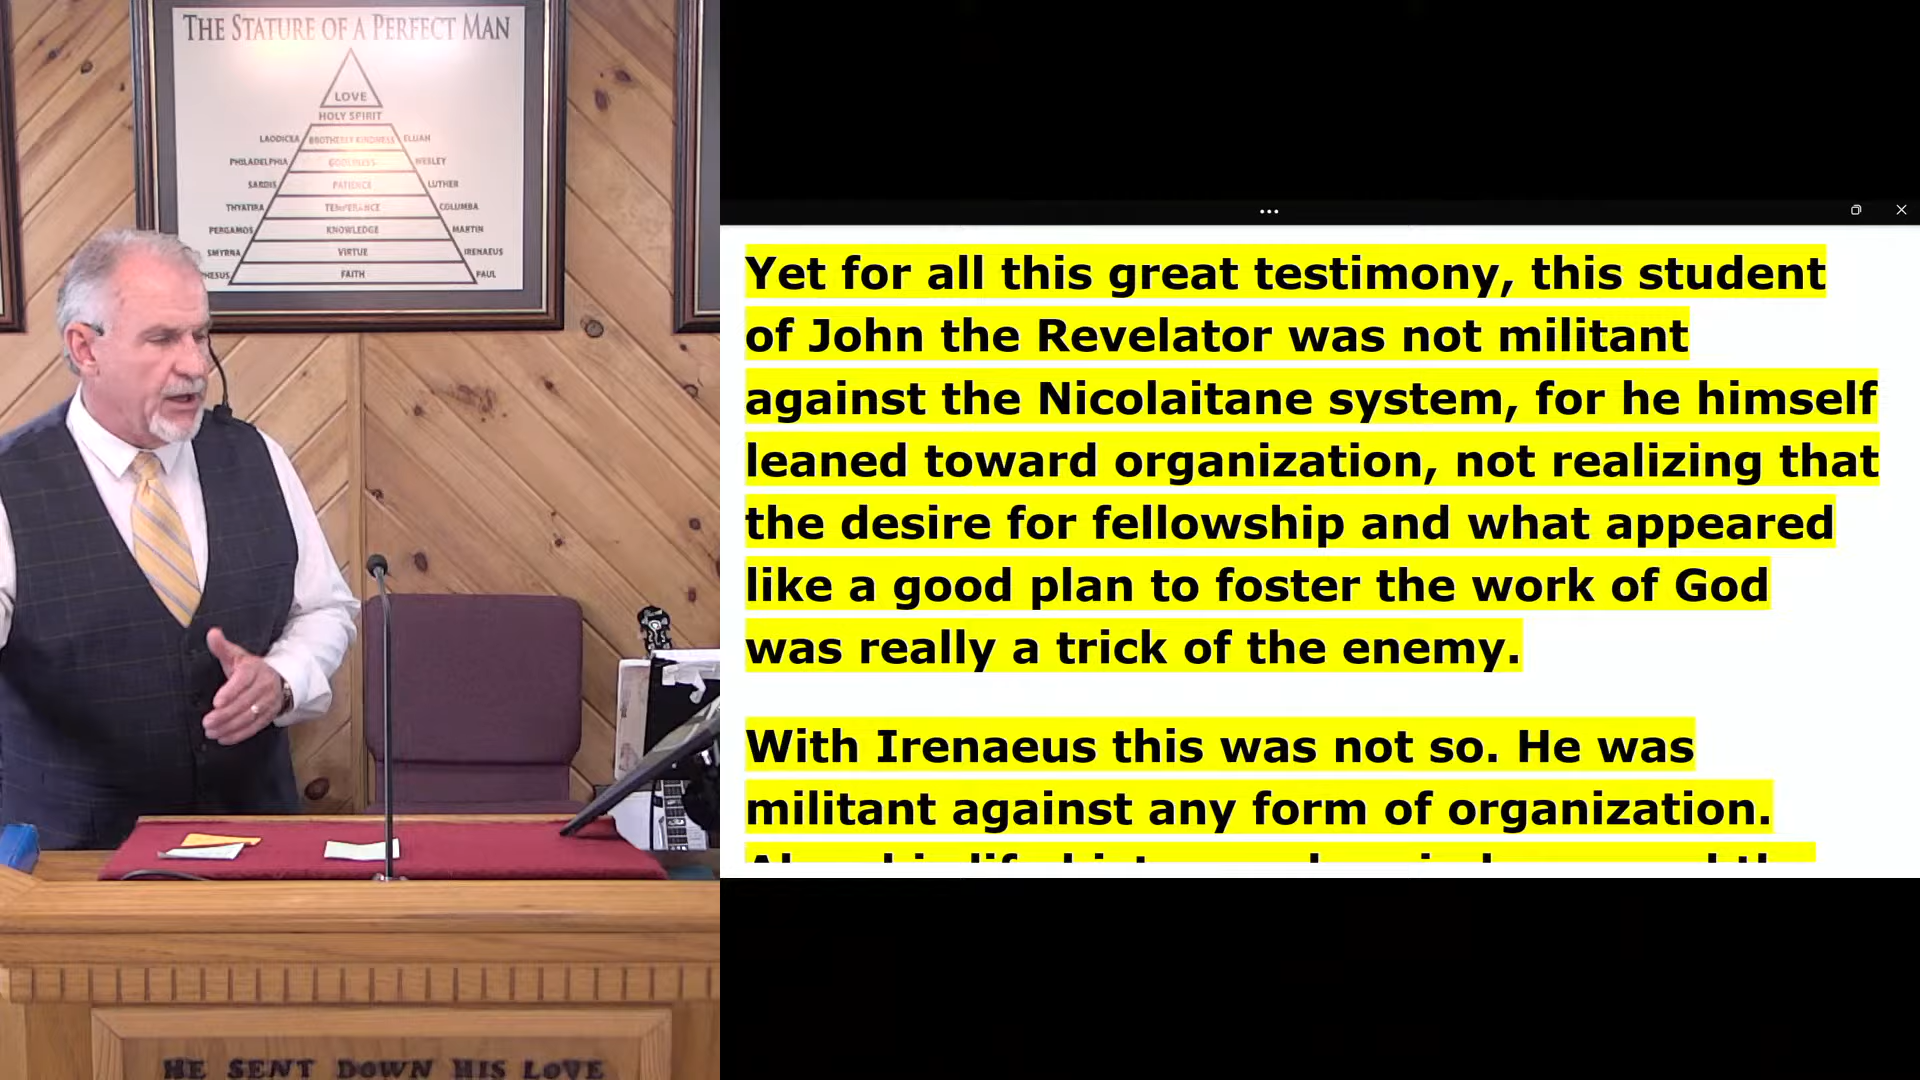 THE STATURE OF A PERFECT MAN
LOVE
HOLY SPIRIT
LAODICEA BROTHERLY KINDNESS ELIJAH
PHILADELPHIA GODLINESS WESLEY
SARDIS PATIENCE LUTHER
THYATIRA TEMPERANCE COLUMBA
PERGAMOS KNOWLEDGE MARTIN
SMYRNA VIRTUE IRENAEUS
HESUS FAITH PAUL
HE SENT DOWN HIS LOVE
Yet for all this great testimony, this student
of John the Revelator was not militant
against the Nicolaitane system, for he himself
leaned toward organization, not realizing that
the desire for fellowship and what appeared
like a good plan to foster the work of God
was really a trick of the enemy.
With Irenaeus this was not so. He was
militant against any form of organization.